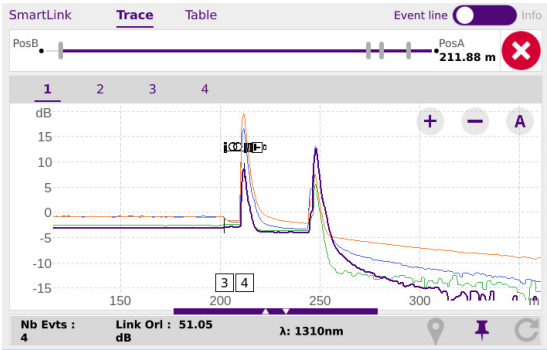 SmartLink Trace Table Event line Info
PosB PosA
211.88 m
1 2 3 4
dB
15
10
5
0
-5
-10
-15
+ − A
3 4
150 200 250 300
Nb Evts : Link Orl : 51.05 λ: 1310nm
4 dB